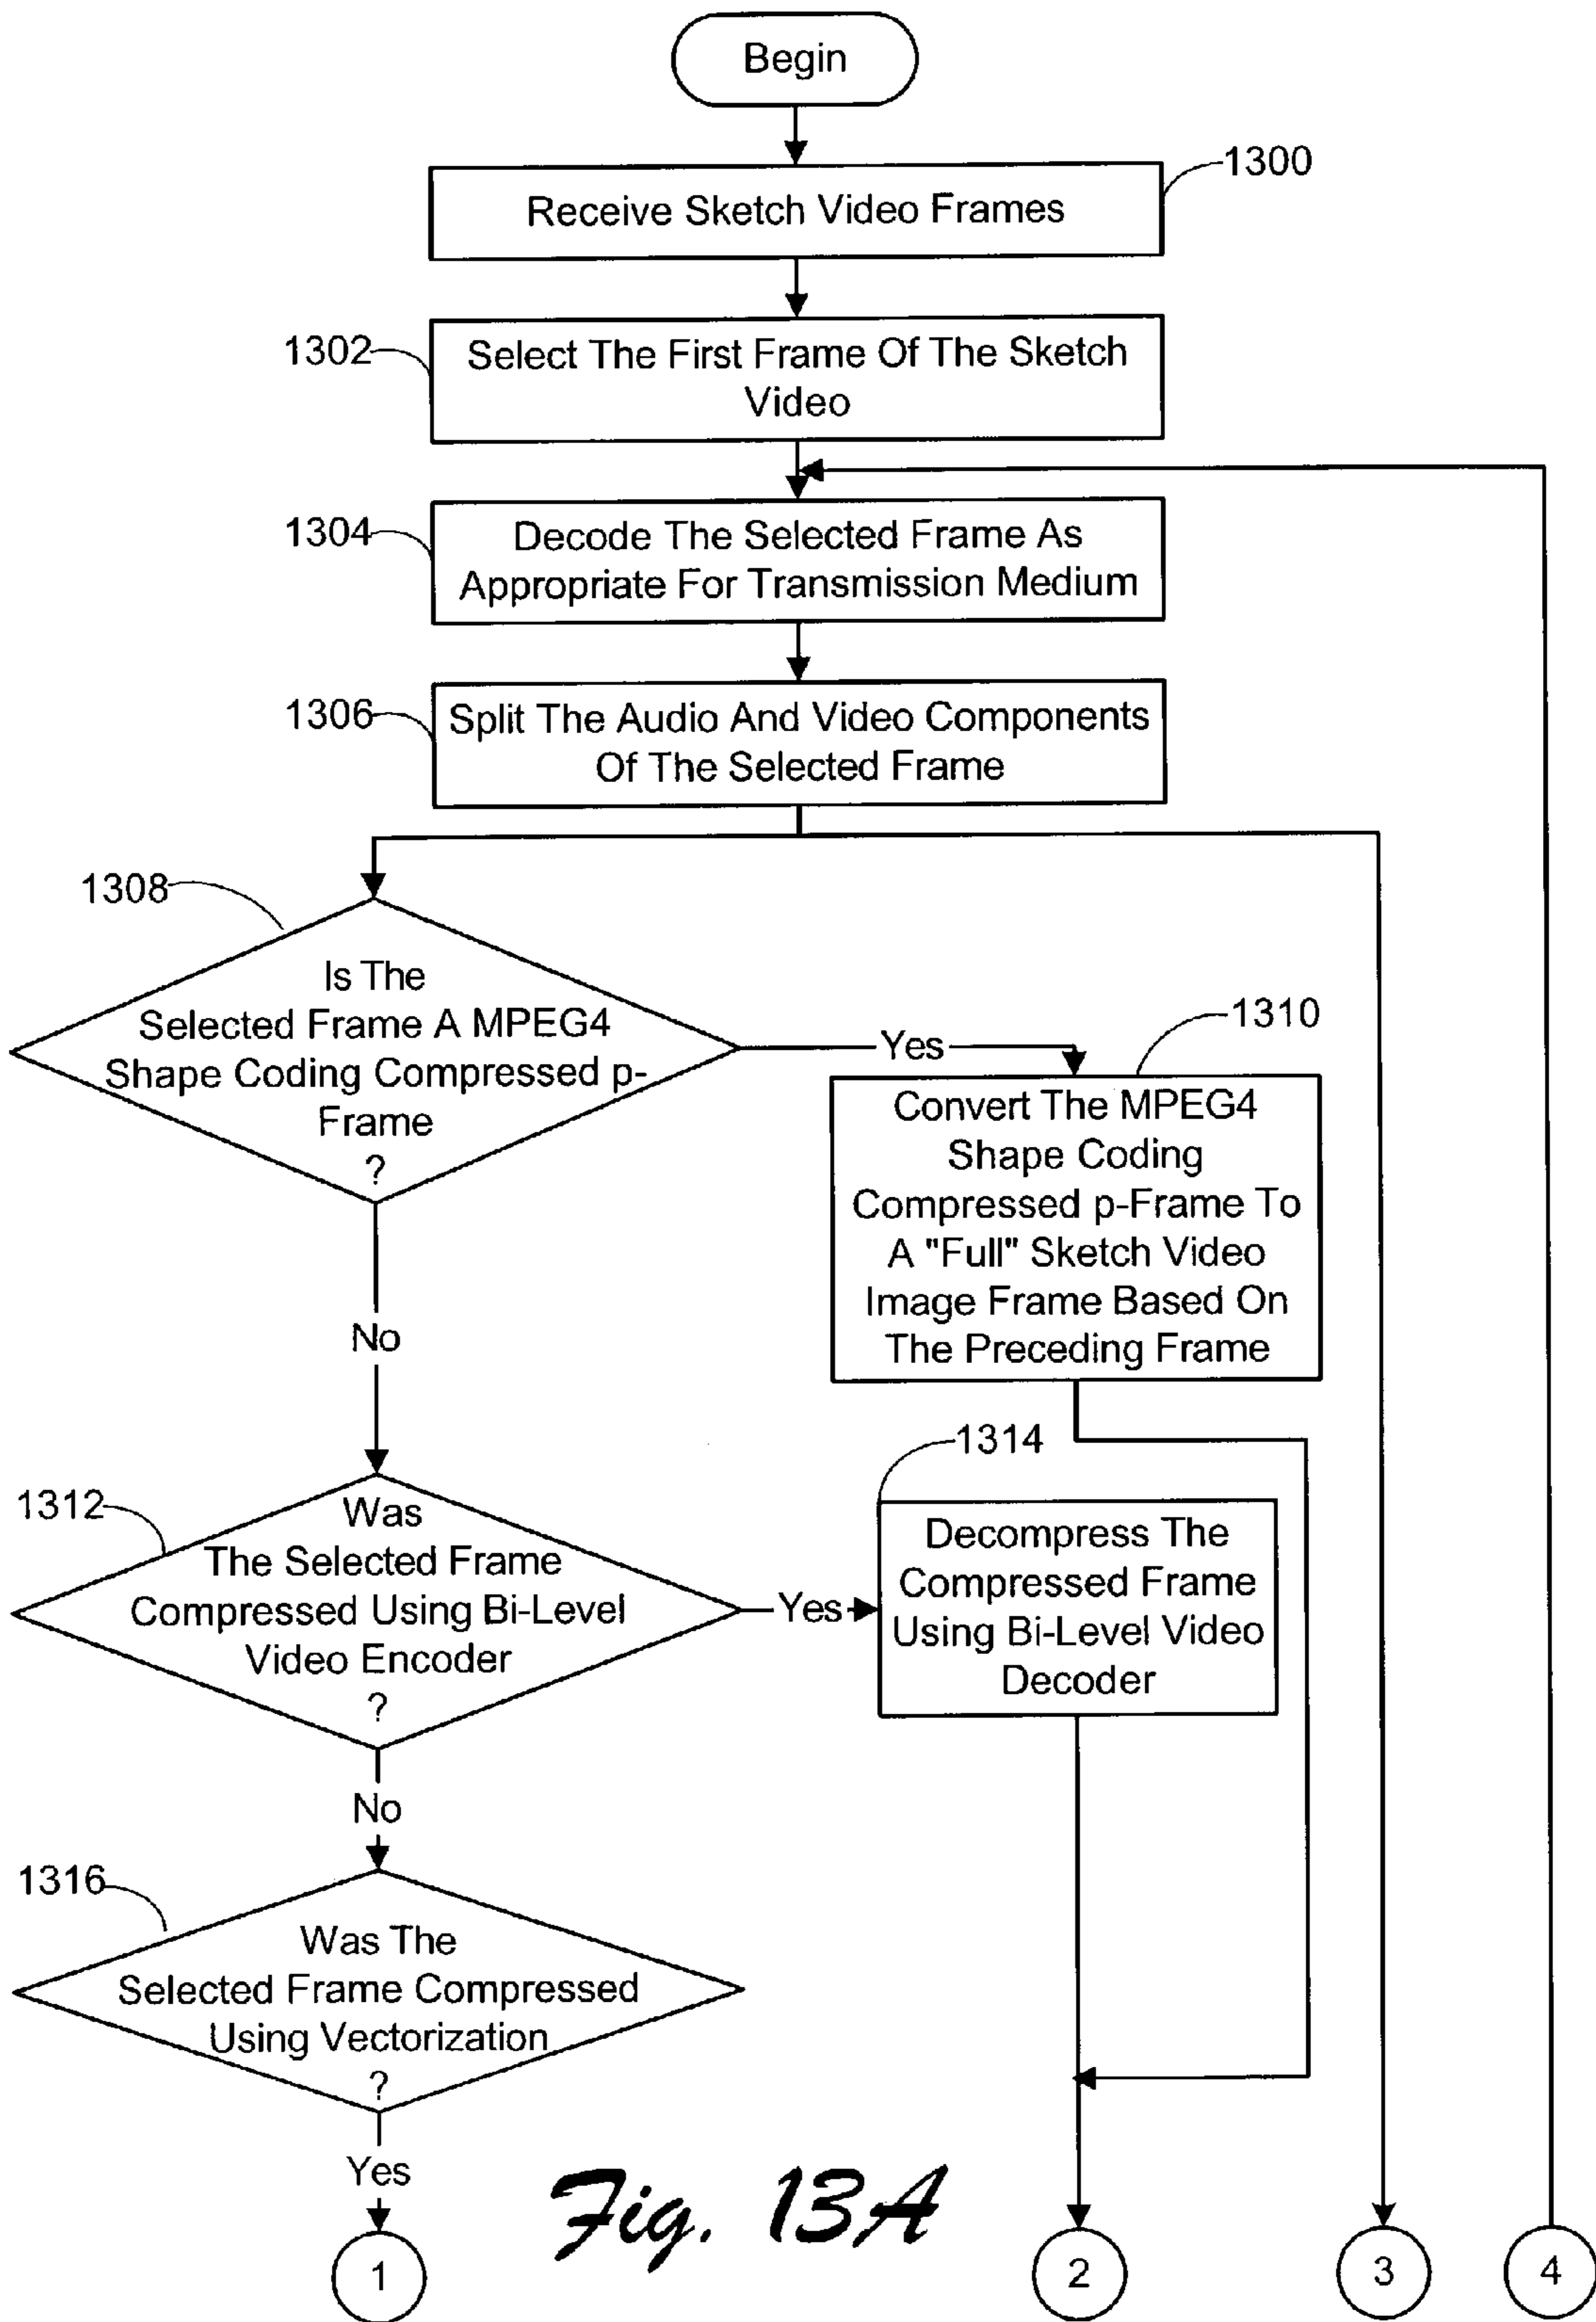 Begin
1300
Receive Sketch Video Frames
1302
Select The First Frame Of The Sketch
Video
1304
Decode The Selected Frame As
Appropriate For Transmission Medium
1306
Split The Audio And Video Components
Of The Selected Frame
1308
Is The
Selected Frame A MPEG4
Shape Coding Compressed p-
Frame
?
Yes
1310
Convert The MPEG4
Shape Coding
Compressed p-Frame To
A "Full" Sketch Video
Image Frame Based On
The Preceding Frame
No
1312
Was
The Selected Frame
Compressed Using Bi-Level
Video Encoder
?
Yes
1314
Decompress The
Compressed Frame
Using Bi-Level Video
Decoder
No
1316
Was The
Selected Frame Compressed
Using Vectorization
?
Yes
Fig. 13A
1
2
3
4